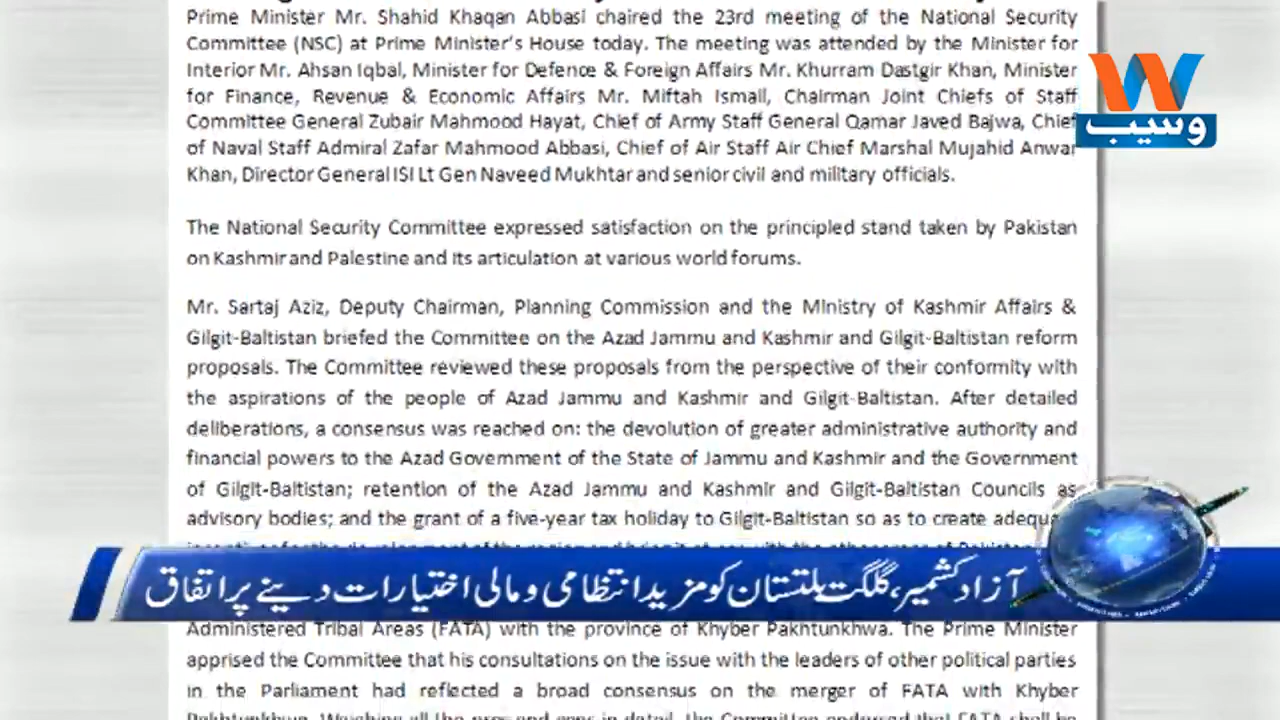 Prime Minister Mr. Shahid Khaqan Abbasi chaired the 23rd meeting of the National Security
Committee (NSC) at Prime Minister's House today. The meeting was attended by the Minister for
Interior Mr. Ahsan Iqbal, Minister for Defence & Foreign Affairs Mr. Khurram Dastgir Khan, Minister
for Finance, Revenue & Economic Affairs Mr. Miftah Ismail, Chairman Joint Chiefs of Staff
Committee General Zubair Mahmood Hayat, Chief of Army Staff General Qamar Javed Bajwa, Chief
of Naval Staff Admiral Zafar Mahmood Abbasi, Chief of Air Staff Air Chief Marshal Mujahid Anwar
Khan, Director General ISI Lt Gen Naveed Mukhtar and senior civil and military officials.
وسیب
The National Security Committee expressed satisfaction on the principled stand taken by Pakistan
on Kashmir and Palestine and its articulation at various world forums.
Mr. Sartaj Aziz, Deputy Chairman, Planning Commission and the Ministry of Kashmir Affairs &
Gilgit-Baltistan briefed the Committee on the Azad Jammu and Kashmir and Gilgit-Baltistan reform
proposals. The Committee reviewed these proposals from the perspective of their conformity with
the aspirations of the people of Azad Jammu and Kashmir and Gilgit-Baltistan. After detailed
deliberations, a consensus was reached on: the devolution of greater administrative authority and
financial powers to the Azad Government of the State of Jammu and Kashmir and the Government
of Gilgit-Baltistan; retention of the Azad Jammu and Kashmir and Gilgit-Baltistan Councils as
advisory bodies; and the grant of a five-year tax holiday to Gilgit-Baltistan so as to create
آزاد کشمیر، گلگت بلتستان کو مزید انتظامی و مالی اختیارات دینے پر اتفاق
Administered Tribal Areas (FATA) with the province of Khyber Pakhtunkhwa. The Prime Minister
apprised the Committee that his consultations on the issue with the leaders of other political parties
in the Parliament had reflected a broad consensus on the merger of FATA with Khyber